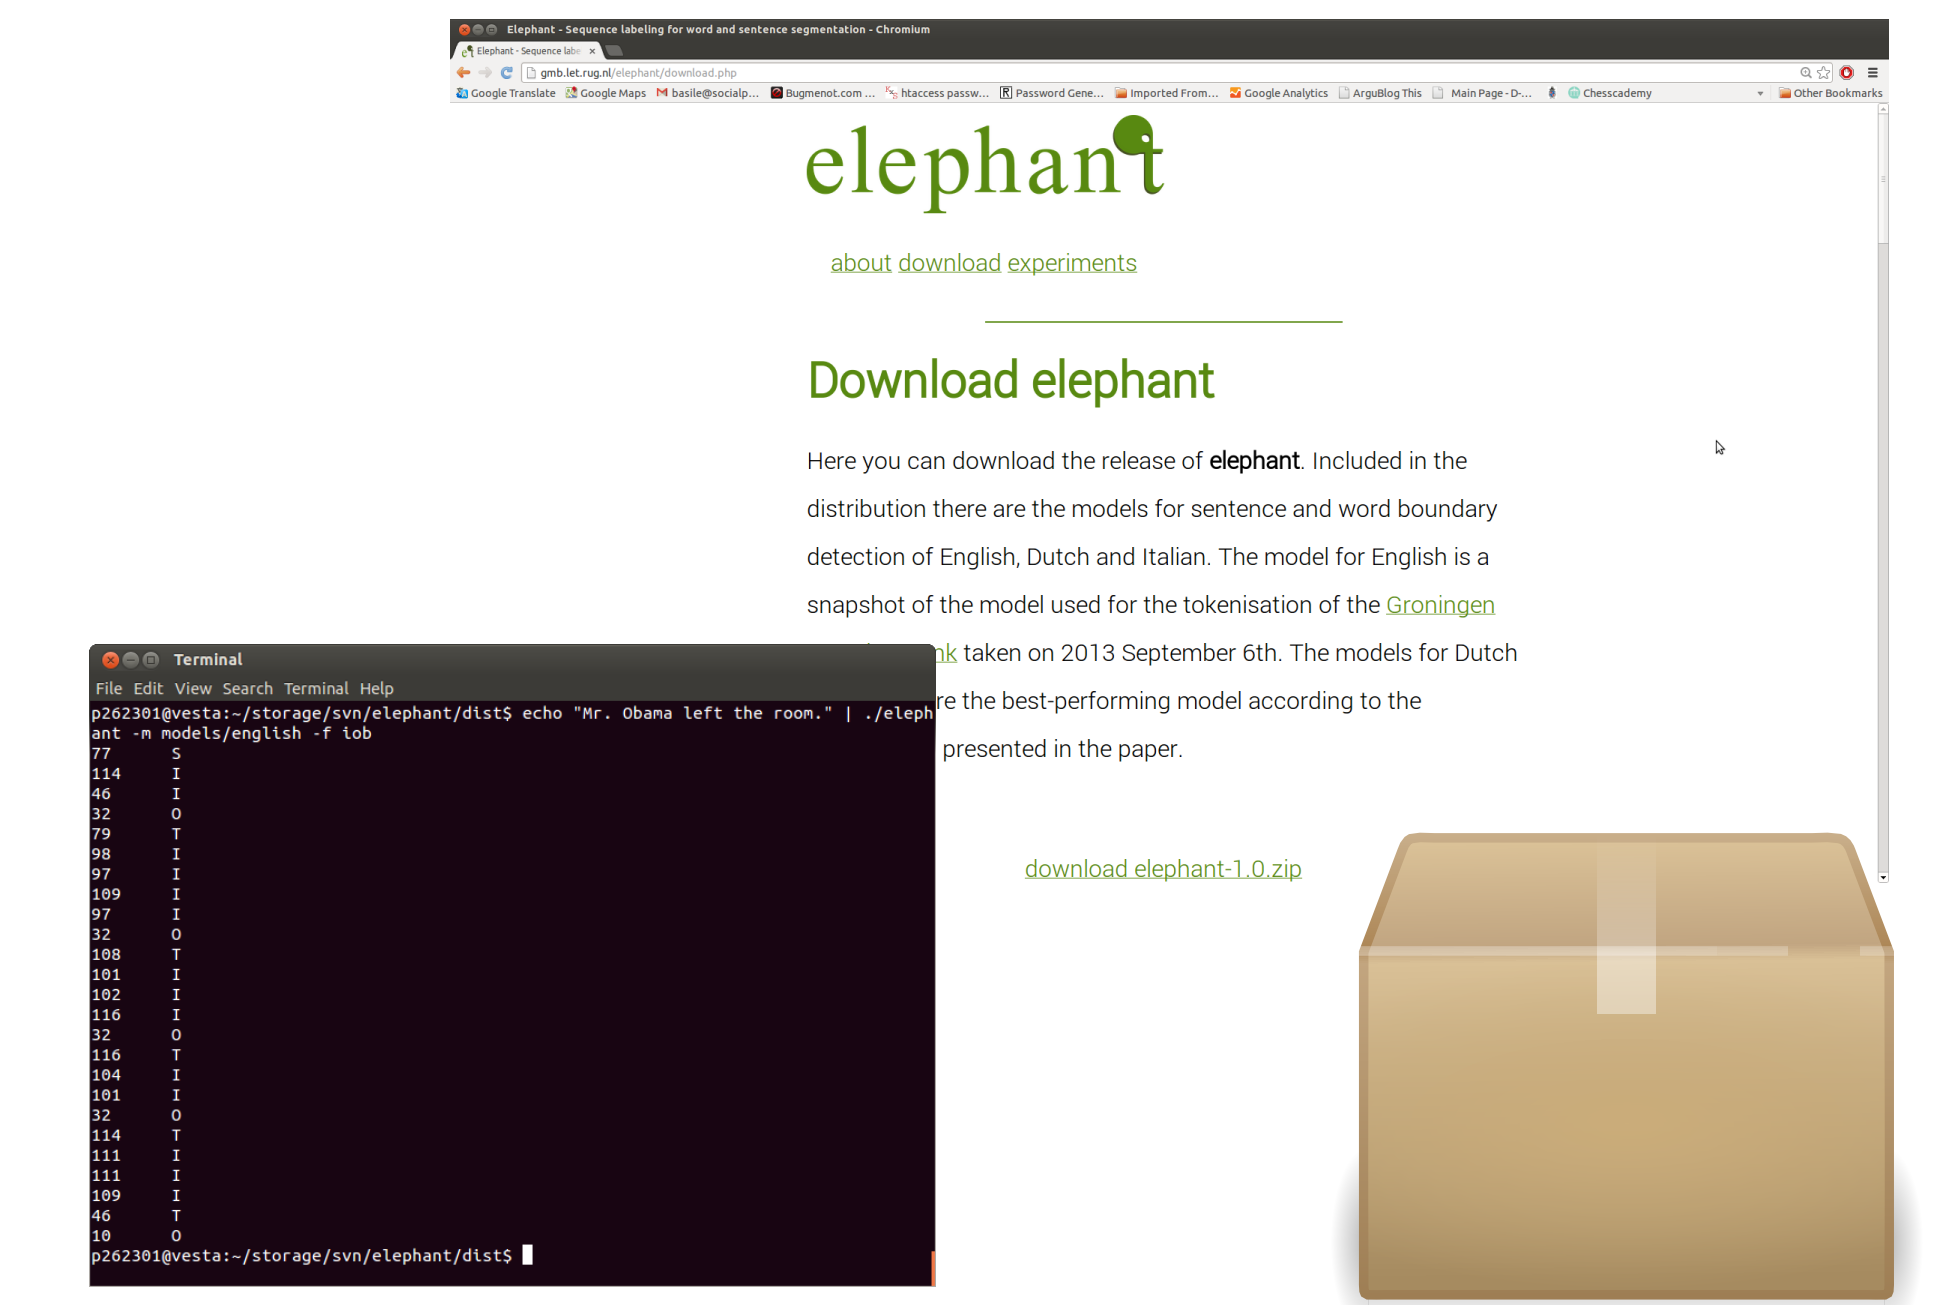 Elephant - Sequence labeling for word and sentence segmentation - Chromium
Elephant - Sequence labe
gmb.let.rug.nl/elephant/download.php
Google Translate Google Maps basile@socialp... Bugmenot.com ... htaccess passw... Password Gene... Imported From... Google Analytics ArguBlog This Main Page - D-... Chesscademy Other Bookmarks
elephant
about download experiments
Download elephant
Here you can download the release of elephant. Included in the
distribution there are the models for sentence and word boundary
detection of English, Dutch and Italian. The model for English is a
snapshot of the model used for the tokenisation of the Groningen
nk taken on 2013 September 6th. The models for Dutch
re the best-performing model according to the
presented in the paper.
download elephant-1.0.zip
Terminal
File Edit View Search Terminal Help
p262301@vesta:~/storage/svn/elephant/dist$ echo "Mr. Obama left the room." | ./eleph
ant -m models/english -f iob
77 S
114 I
46 I
32 O
79 T
98 I
97 I
109 I
97 I
32 O
108 T
101 I
102 I
116 I
32 O
116 T
104 I
101 I
32 O
114 T
111 I
111 I
109 I
46 T
10 O
p262301@vesta:~/storage/svn/elephant/dist$